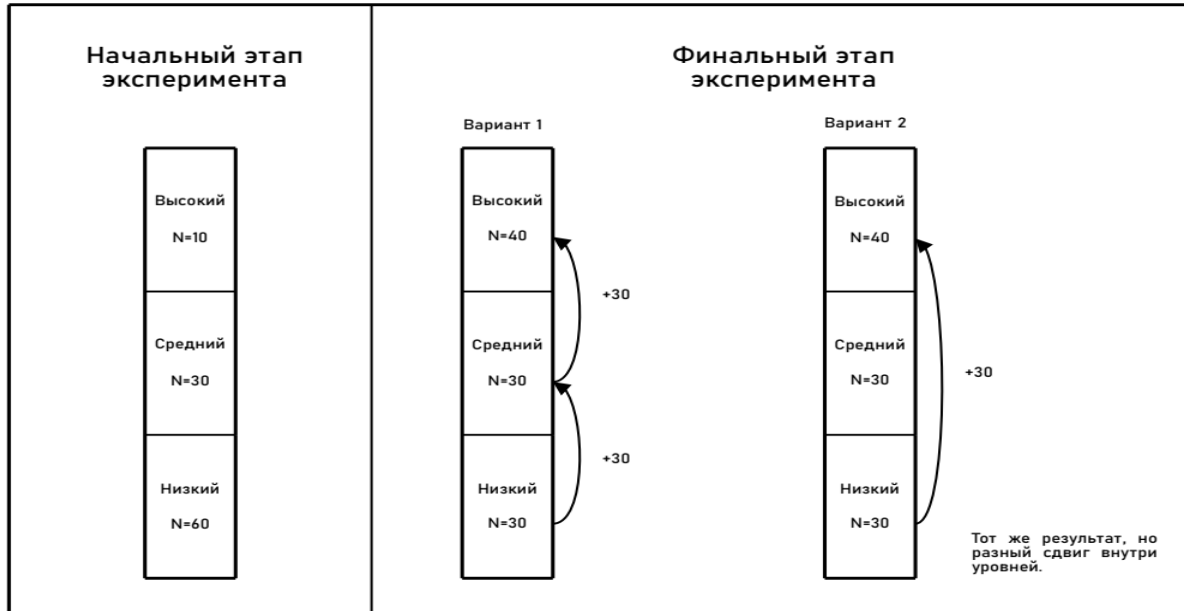 Начальный этап
эксперимента
Высокий
N=10
Средний
N=30
Низкий
N=60
Финальный этап
эксперимента
Вариант 1
Высокий
N=40
+30
Средний
N=30
+30
Низкий
N=30
Вариант 2
Высокий
N=40
Средний
N=30
+30
Низкий
N=30
Тот же результат, но
разный сдвиг внутри
уровней.